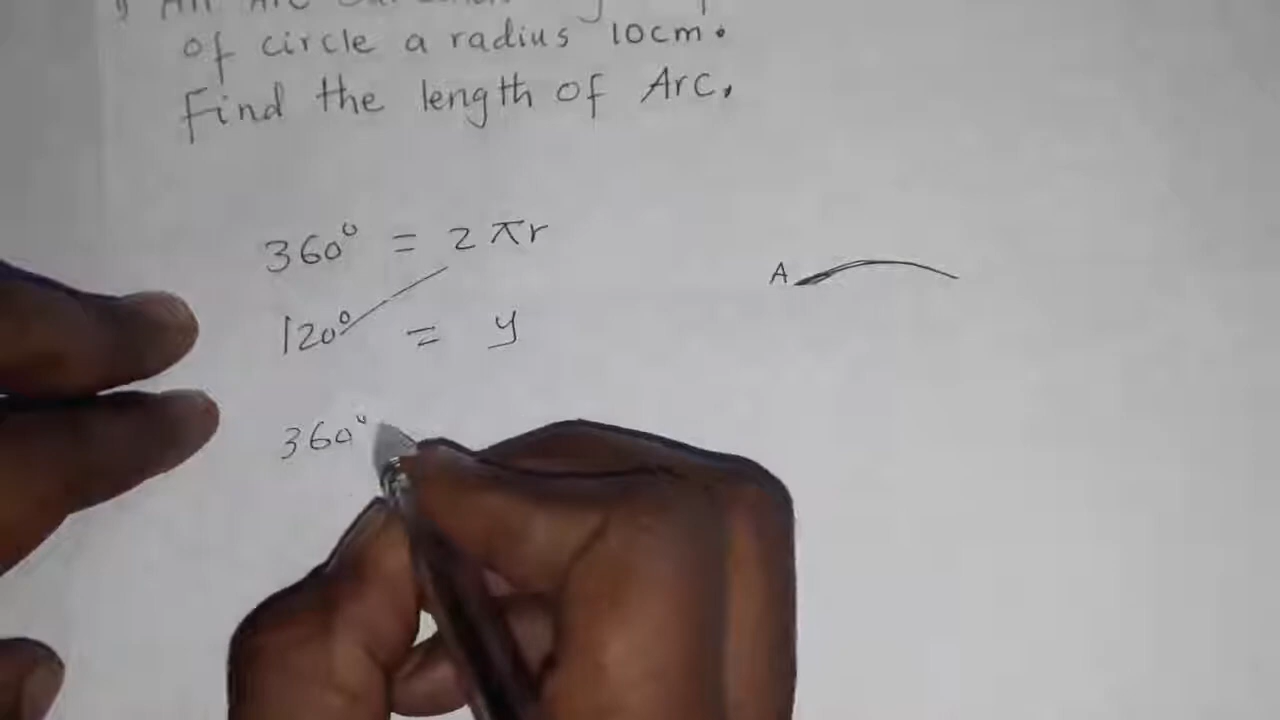 of circle a radius 10cm.
Find the length of Arc.
360° = 2πr
A
120° = y
360°